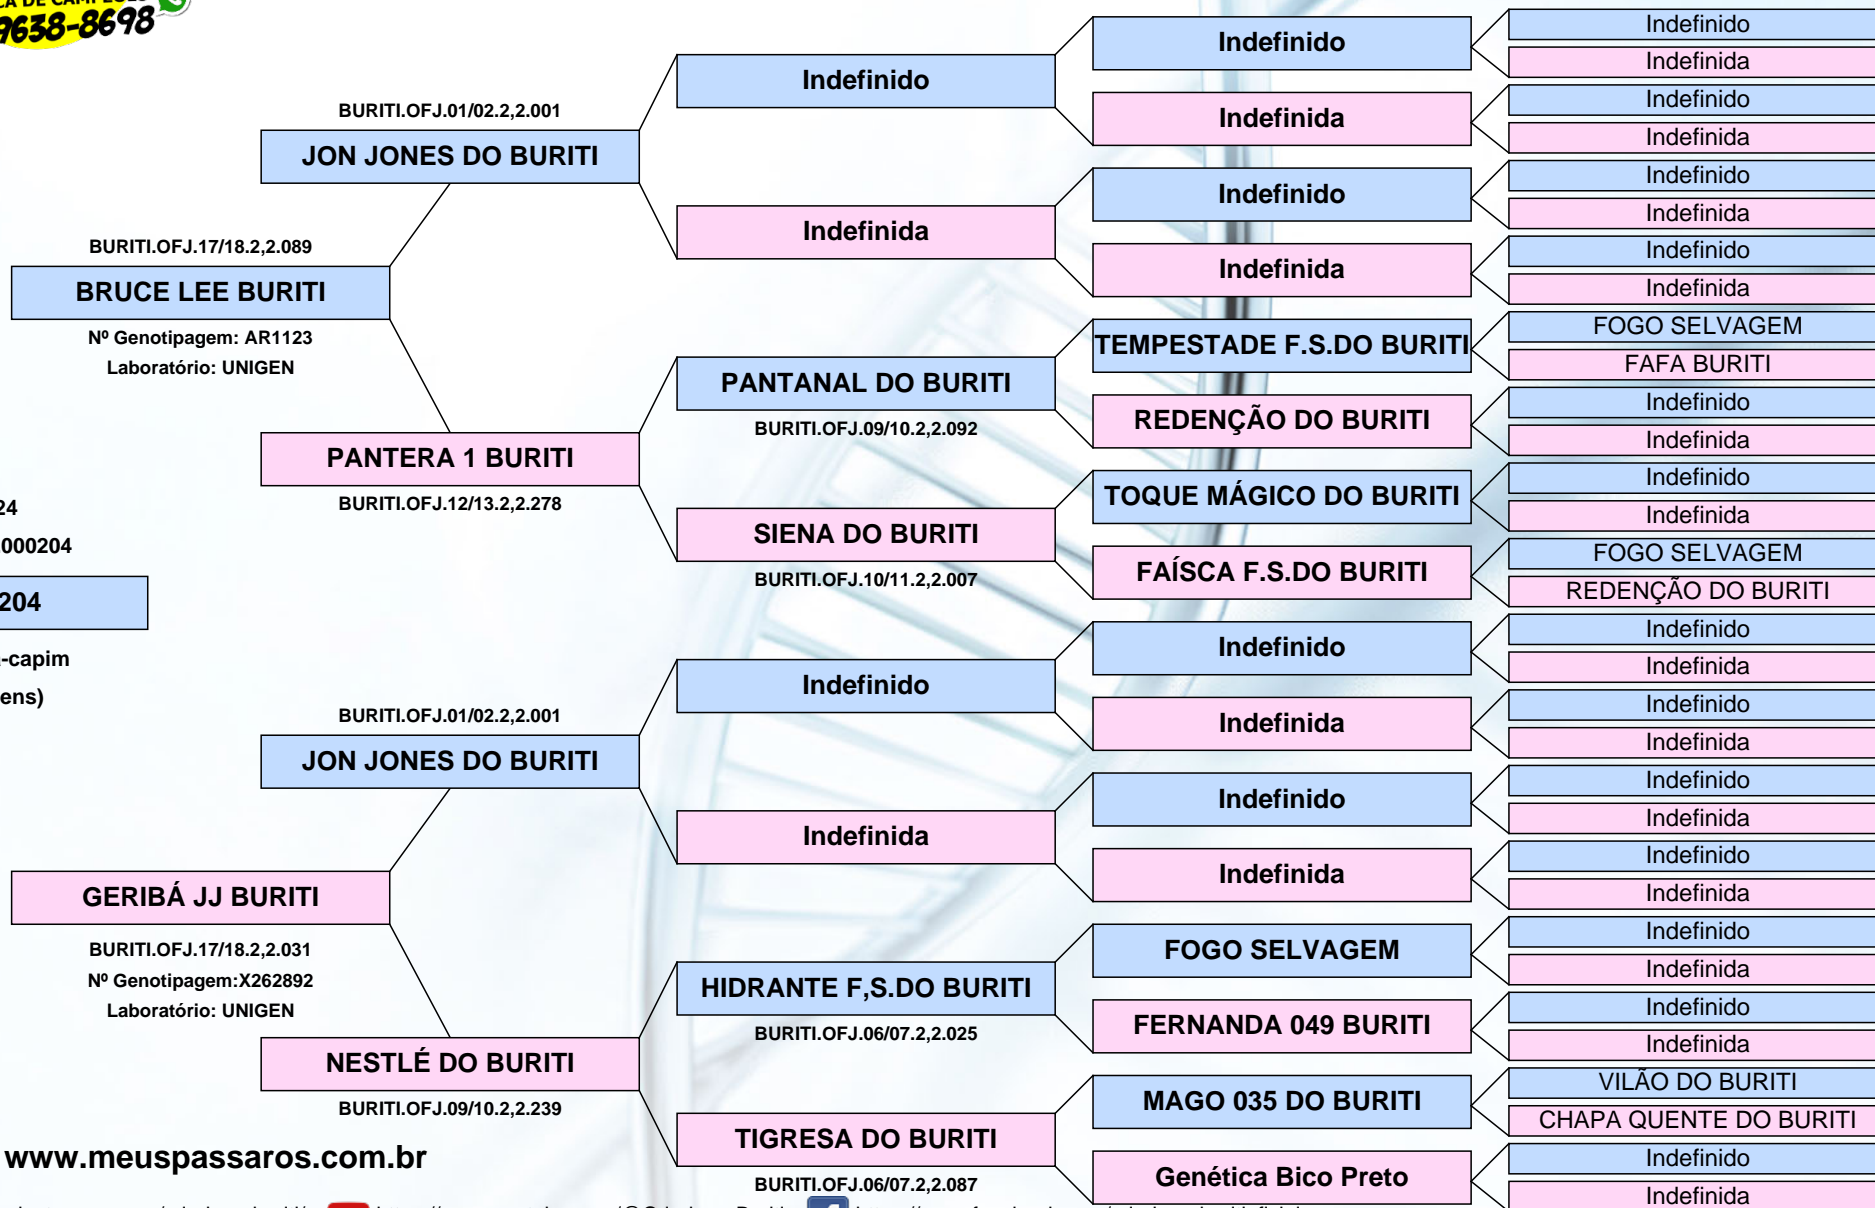 9638-8698
24
000204
204
-capim
ens)
BURITI.OFJ.17/18.2,2.089
BRUCE LEE BURITI
Nº Genotipagem: AR1123
Laboratório: UNIGEN
GERIBÁ JJ BURITI
BURITI.OFJ.17/18.2,2.031
Nº Genotipagem:X262892
Laboratório: UNIGEN
BURITI.OFJ.01/02.2,2.001
JON JONES DO BURITI
PANTERA 1 BURITI
BURITI.OFJ.12/13.2,2.278
BURITI.OFJ.01/02.2,2.001
JON JONES DO BURITI
NESTLÉ DO BURITI
BURITI.OFJ.09/10.2,2.239
Indefinido
Indefinida
PANTANAL DO BURITI
BURITI.OFJ.09/10.2,2.092
SIENA DO BURITI
BURITI.OFJ.10/11.2,2.007
Indefinido
Indefinida
HIDRANTE F,S.DO BURITI
BURITI.OFJ.06/07.2,2.025
TIGRESA DO BURITI
BURITI.OFJ.06/07.2,2.087
Indefinido
Indefinida
Indefinido
Indefinida
TEMPESTADE F.S.DO BURITI
REDENÇÃO DO BURITI
TOQUE MÁGICO DO BURITI
FAÍSCA F.S.DO BURITI
Indefinido
Indefinida
Indefinido
Indefinida
FOGO SELVAGEM
FERNANDA 049 BURITI
MAGO 035 DO BURITI
Genética Bico Preto
Indefinido
Indefinida
Indefinido
Indefinida
Indefinido
Indefinida
Indefinido
Indefinida
FOGO SELVAGEM
FAFA BURITI
Indefinido
Indefinida
Indefinido
Indefinida
FOGO SELVAGEM
REDENÇÃO DO BURITI
Indefinido
Indefinida
Indefinido
Indefinida
Indefinido
Indefinida
Indefinido
Indefinida
Indefinido
Indefinida
Indefinido
Indefinida
VILÃO DO BURITI
CHAPA QUENTE DO BURITI
Indefinido
Indefinida
www.meuspassaros.com.br